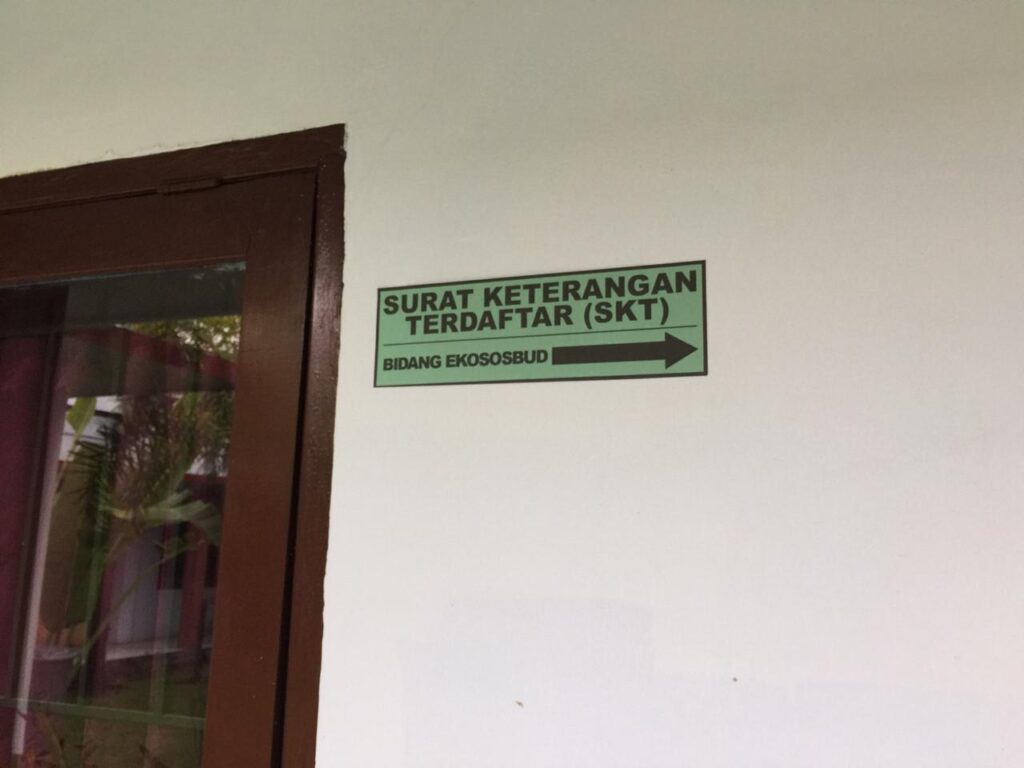 SURAT KETERANGAN
TERDAFTAR (SKT)
BIDANG EKOSOSBUD